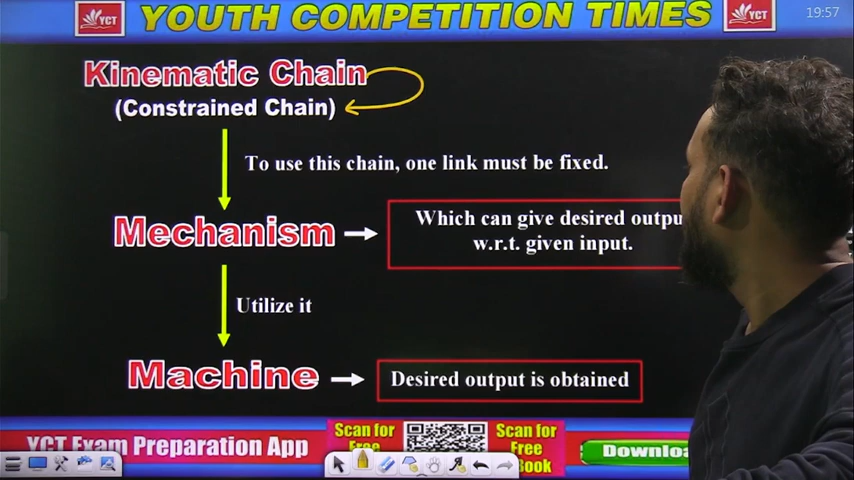 YCT
YOUTH COMPETITION TIMES
YCT
19:57
Kinematic Chain
(Constrained Chain)
To use this chain, one link must be fixed.
Mechanism
Which can give desired outpu
w.r.t. given input.
Utilize it
Machine
Desired output is obtained
YCT Exam Preparation App
Scan for
Free
Scan for
Free
Book
Downloa